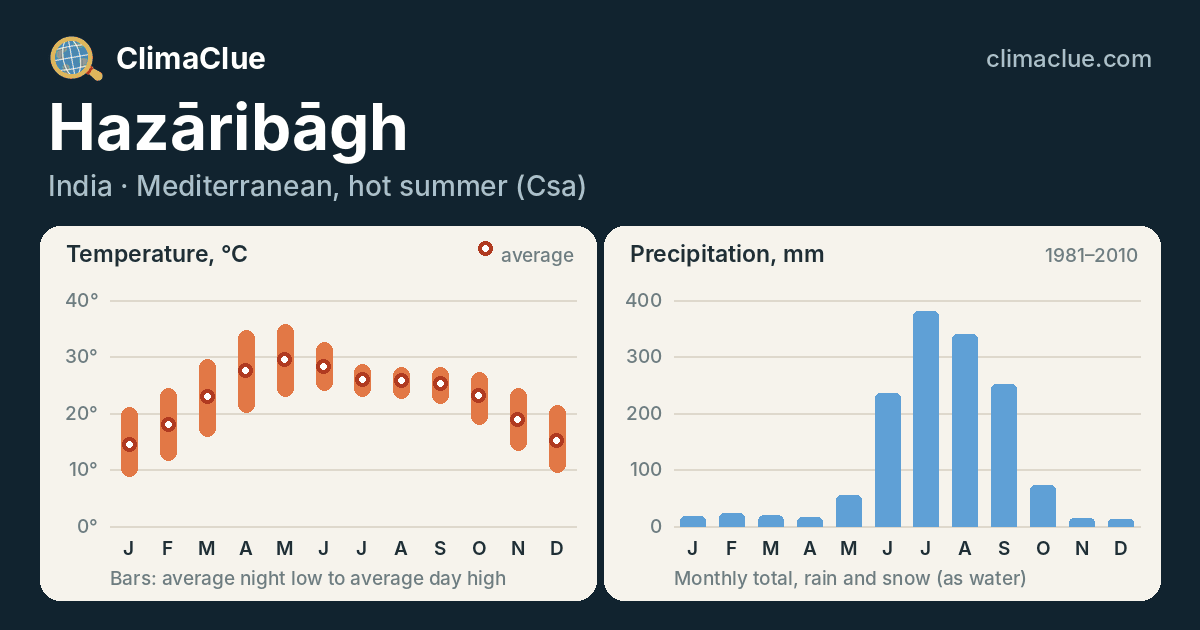 ClimaClue
climaclue.com
Hazāribāgh
India · Mediterranean, hot summer (Csa)
Temperature, °C
average
40°
30°
20°
10°
0°
J F M A M J J A S O N D
Bars: average night low to average day high
Precipitation, mm
1981–2010
400
300
200
100
0
J F M A M J J A S O N D
Monthly total, rain and snow (as water)